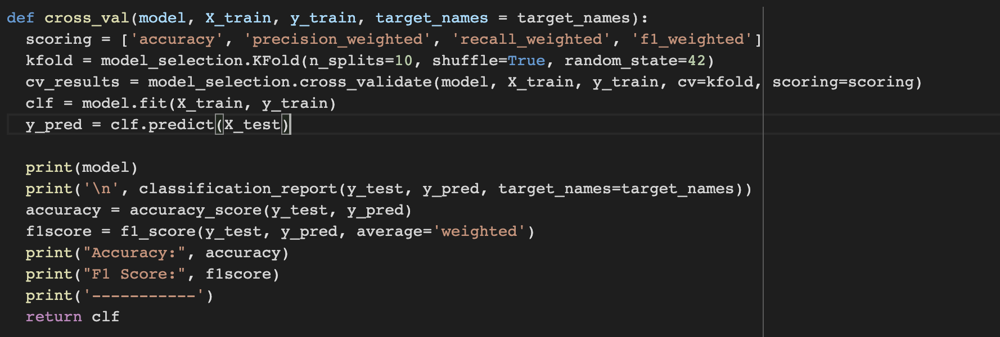 def cross_val(model, X_train, y_train, target_names = target_names):
  scoring = ['accuracy', 'precision_weighted', 'recall_weighted', 'f1_weighted']
  kfold = model_selection.KFold(n_splits=10, shuffle=True, random_state=42)
  cv_results = model_selection.cross_validate(model, X_train, y_train, cv=kfold, scoring=scoring)
  clf = model.fit(X_train, y_train)
  y_pred = clf.predict(X_test)

  print(model)
  print('\n', classification_report(y_test, y_pred, target_names=target_names))
  accuracy = accuracy_score(y_test, y_pred)
  f1score = f1_score(y_test, y_pred, average='weighted')
  print("Accuracy:", accuracy)
  print("F1 Score:", f1score)
  print('-----------')
  return clf